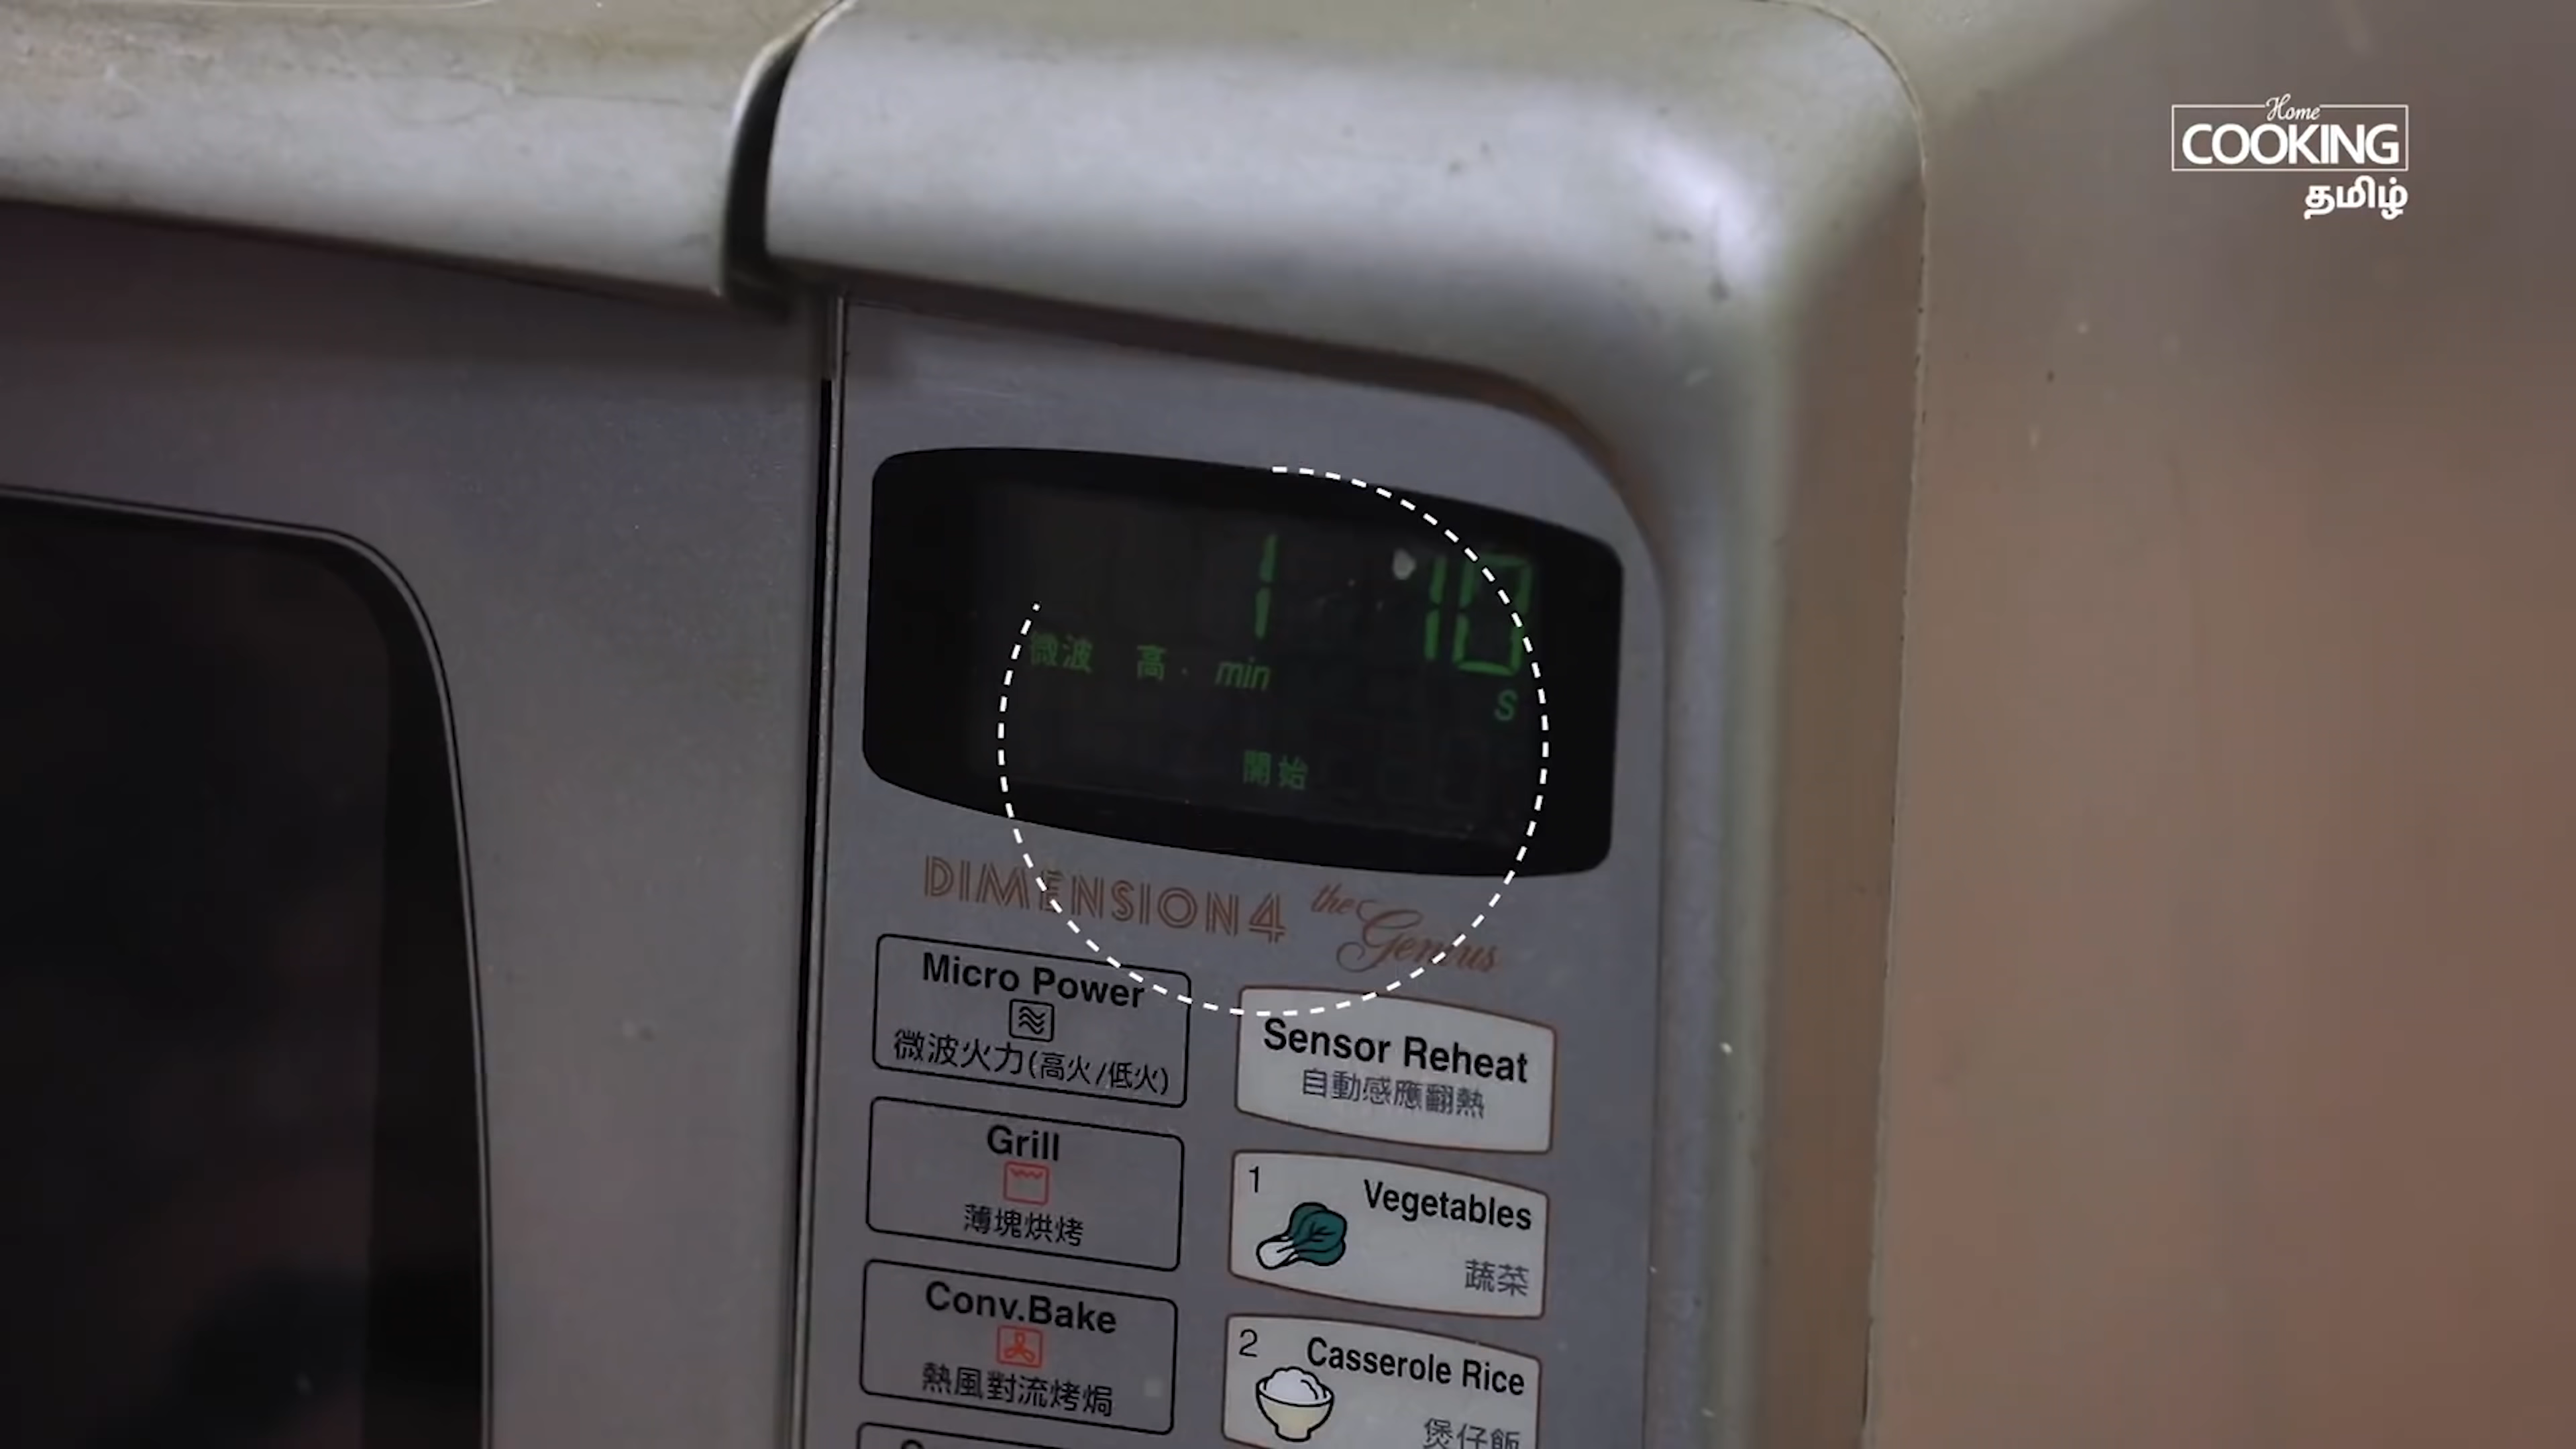 Home
COOKING
தமிழ்
1 10
微波 高 min
S
開始
DIMENSION4 the Genius
Micro Power
微波火力(高火/低火)
Sensor Reheat
自動感應翻熱
Grill
薄塊烘烤
1 Vegetables
蔬菜
Conv.Bake
熱風對流烤焗
2 Casserole Rice
煲仔飯